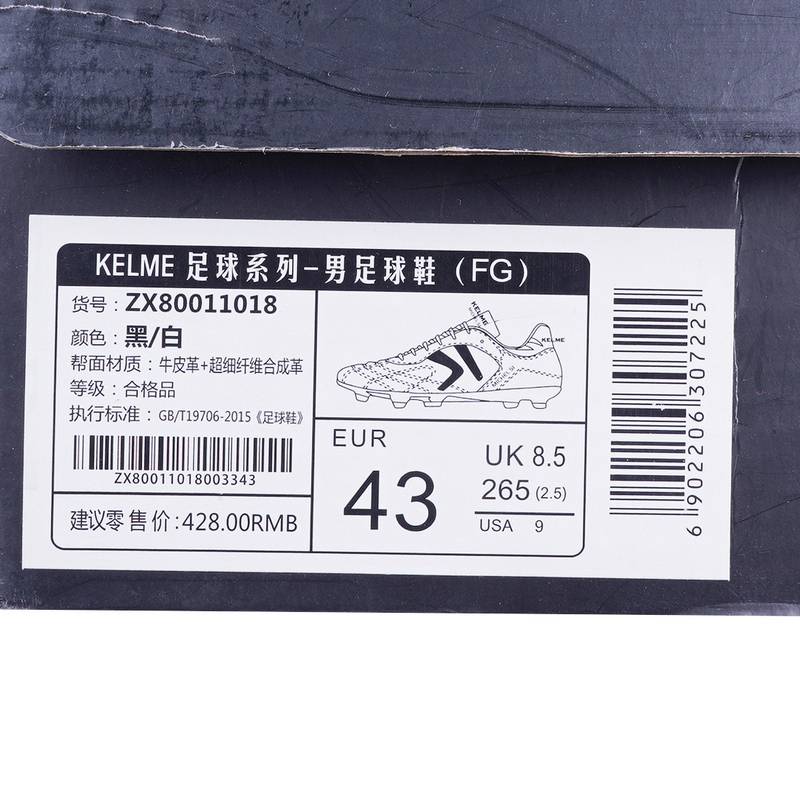 KELME 足球系列-男足球鞋（FG）
货号：ZX80011018
颜色：黑/白
帮面材质：牛皮革+超细纤维合成革
等级：合格品
执行标准：GB/T19706-2015《足球鞋》
ZX80011018003343
建议零售价:428.00RMB
KELME
KELME
EUR
43
UK 8.5
265 (2.5)
USA 9
6902206307225